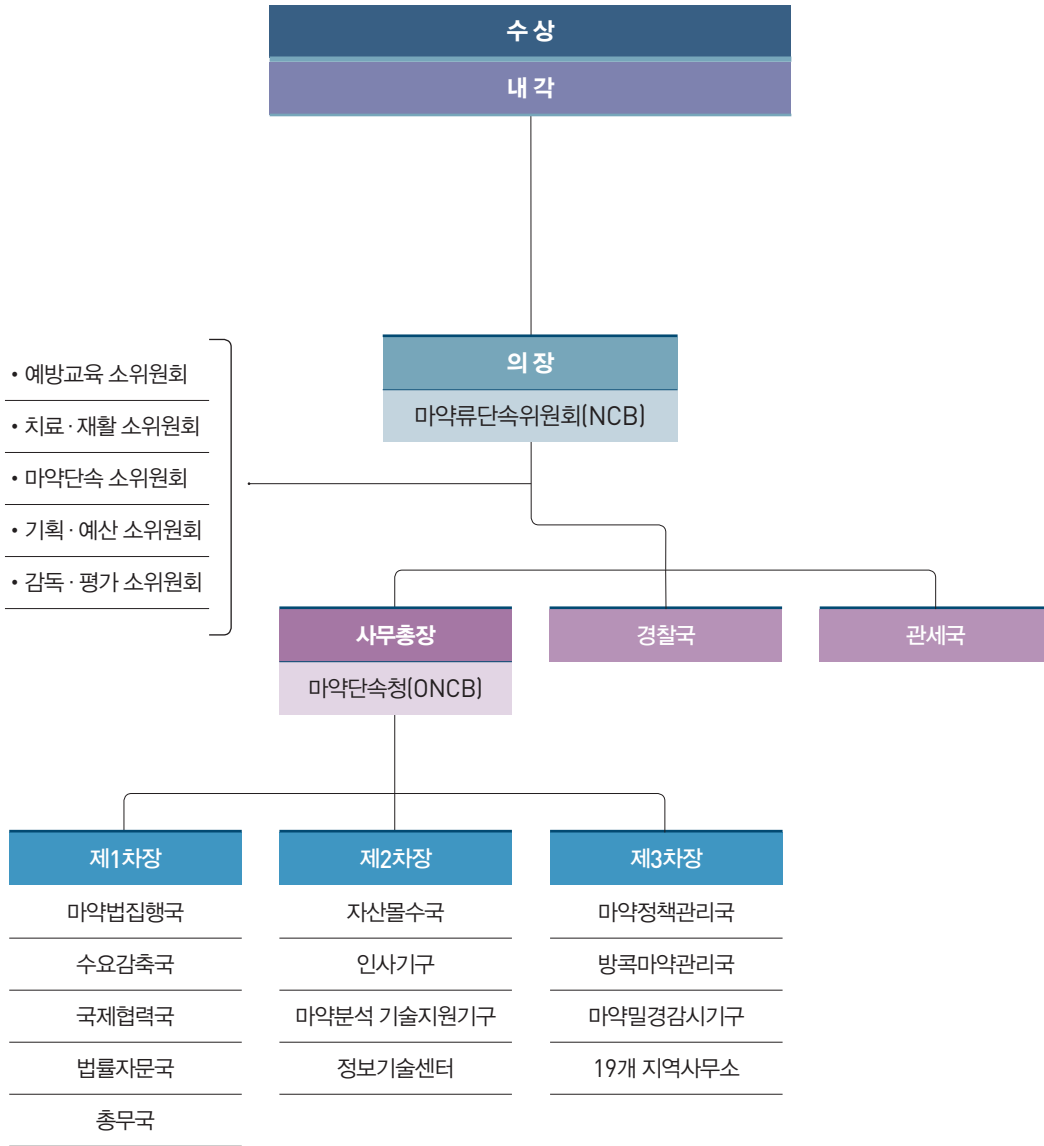 수 상
내 각
의 장
마약류단속위원회(NCB)
• 예방교육 소위원회
• 치료 · 재활 소위원회
• 마약단속 소위원회
• 기획 · 예산 소위원회
• 감독 · 평가 소위원회
사무총장
마약단속청(ONCB)
경찰국
관세국
제1차장
마약법집행국
수요감축국
국제협력국
법률자문국
총무국
제2차장
자산몰수국
인사기구
마약분석 기술지원기구
정보기술센터
제3차장
마약정책관리국
방콕마약관리국
마약밀경감시기구
19개 지역사무소